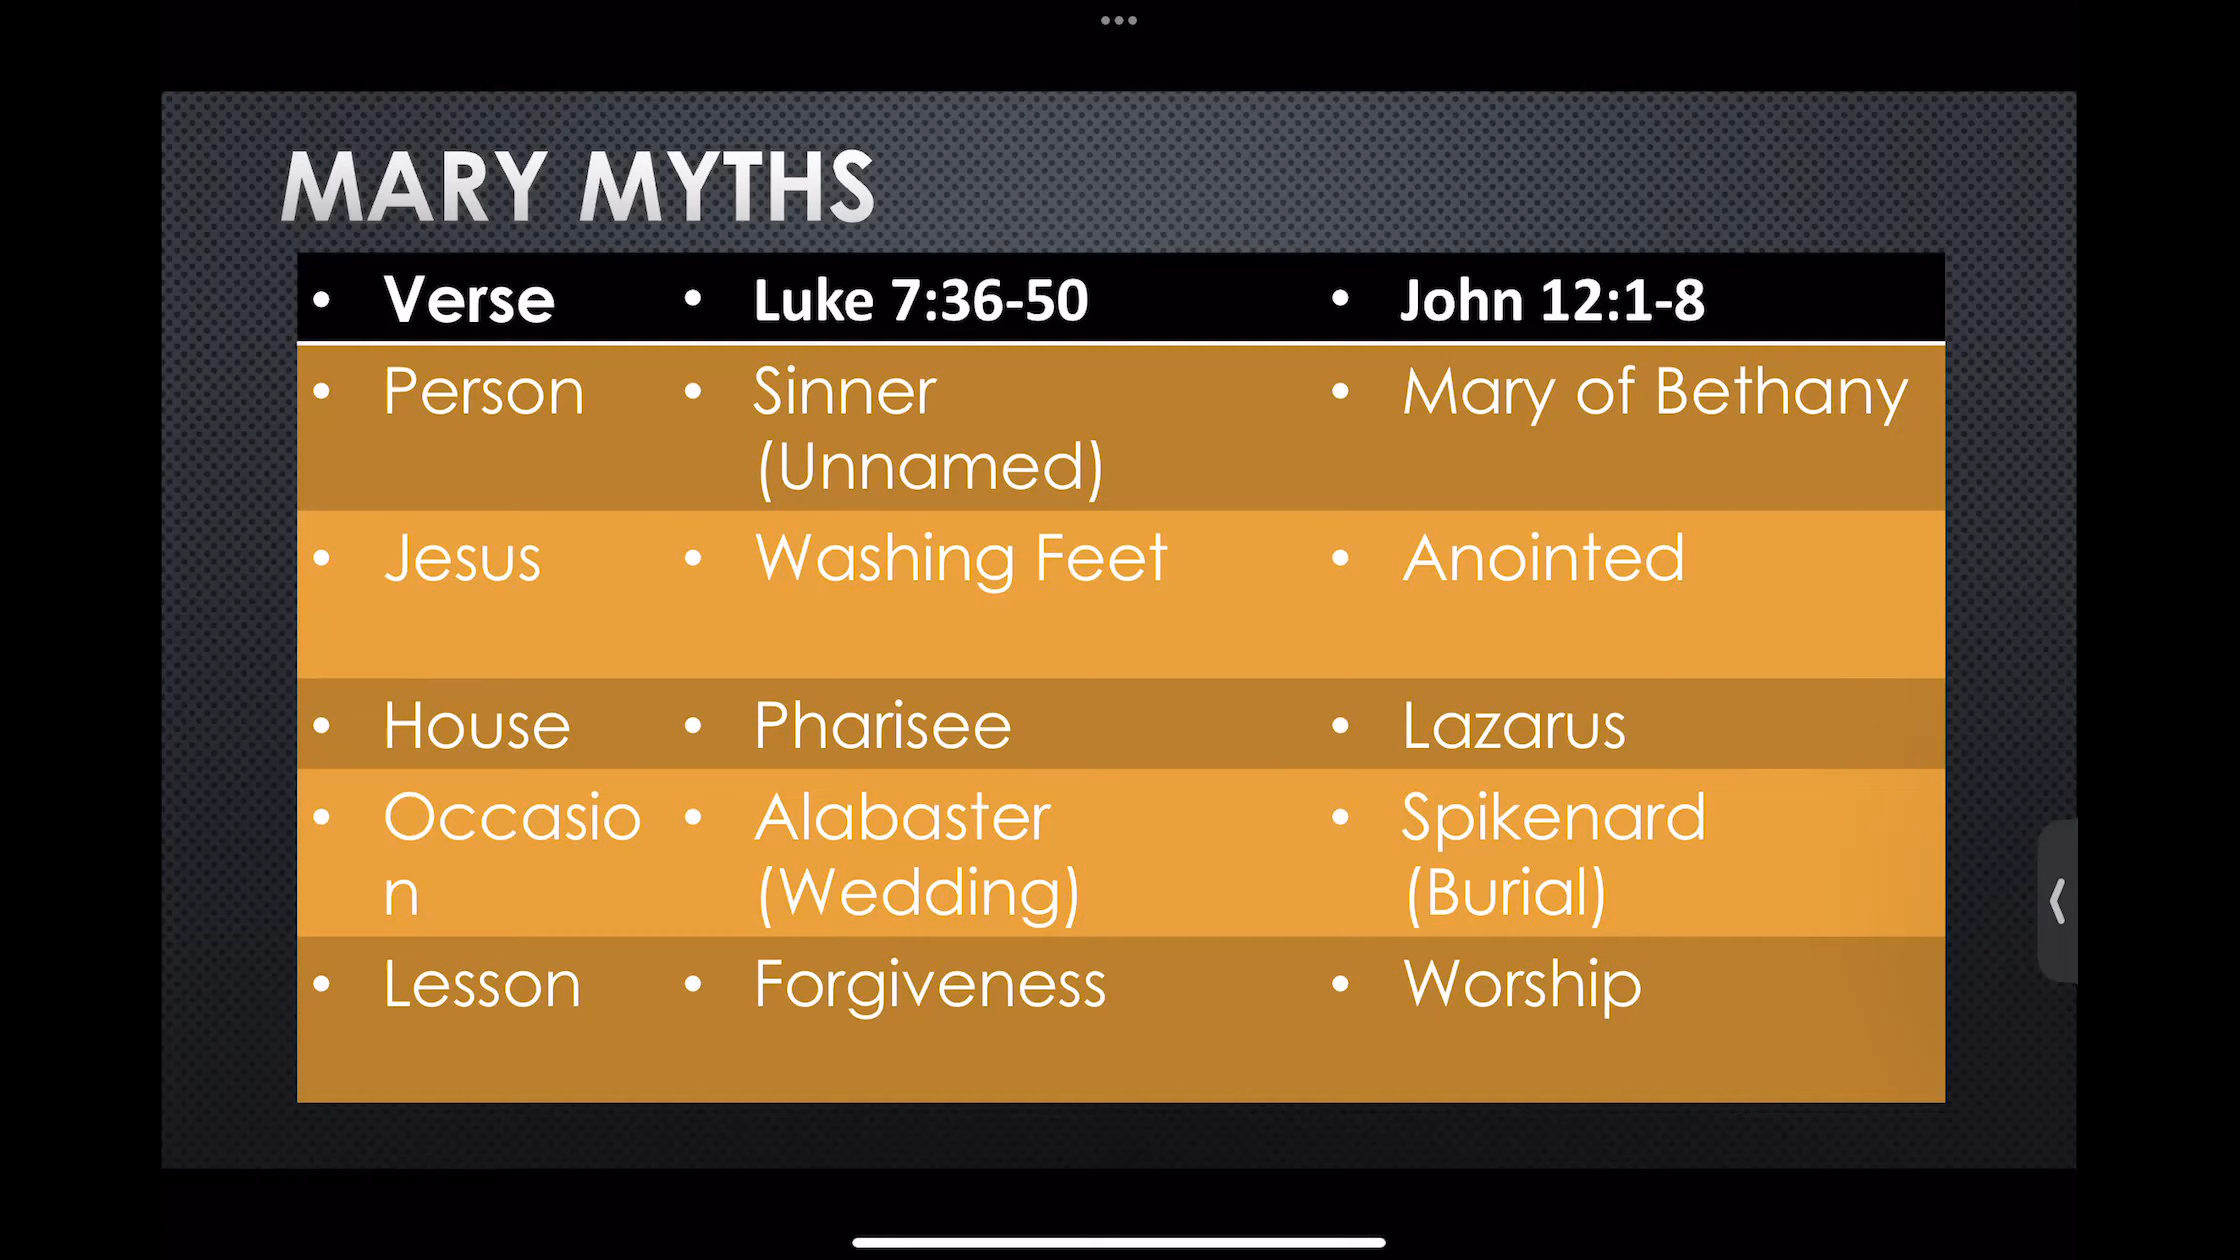 MARY MYTHS
• Verse • Luke 7:36-50 • John 12:1-8
• Person • Sinner • Mary of Bethany
(Unnamed)
• Jesus • Washing Feet • Anointed
• House • Pharisee • Lazarus
• Occasio • Alabaster • Spikenard
n (Wedding) (Burial)
• Lesson • Forgiveness • Worship